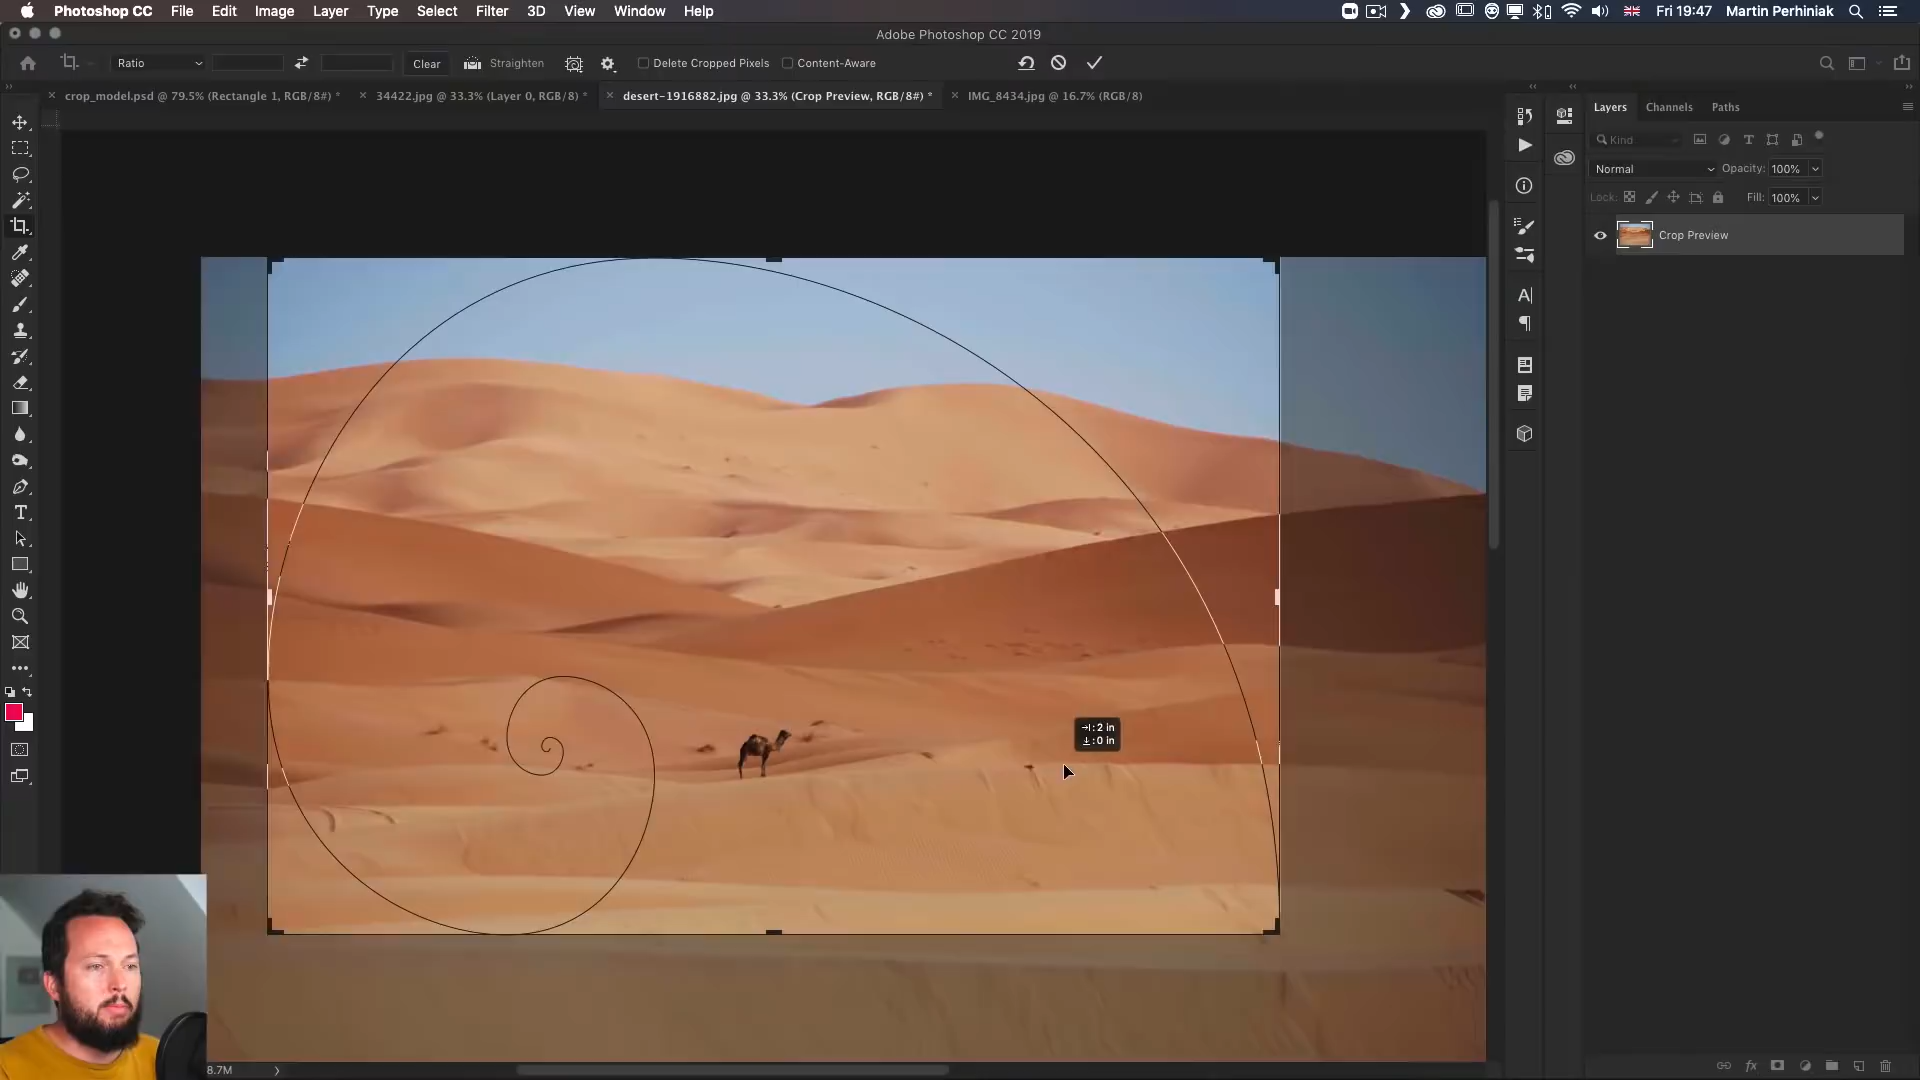 Photoshop CC File Edit Image Layer Type Select Filter 3D View Window Help Fri 19:47 Martin Perhiniak
Adobe Photoshop CC 2019
Ratio Clear Straighten Delete Cropped Pixels Content-Aware
crop_model.psd @ 79.5% (Rectangle 1, RGB/8#) * 34422.jpg @ 33.3% (Layer 0, RGB/8) * desert-1916882.jpg @ 33.3% (Crop Preview, RGB/8#) * IMG_8434.jpg @ 16.7% (RGB/8)
Layers Channels Paths
Kind
Normal Opacity: 100%
Lock: Fill: 100%
Crop Preview
: 2 in
: 0 in
8.7M